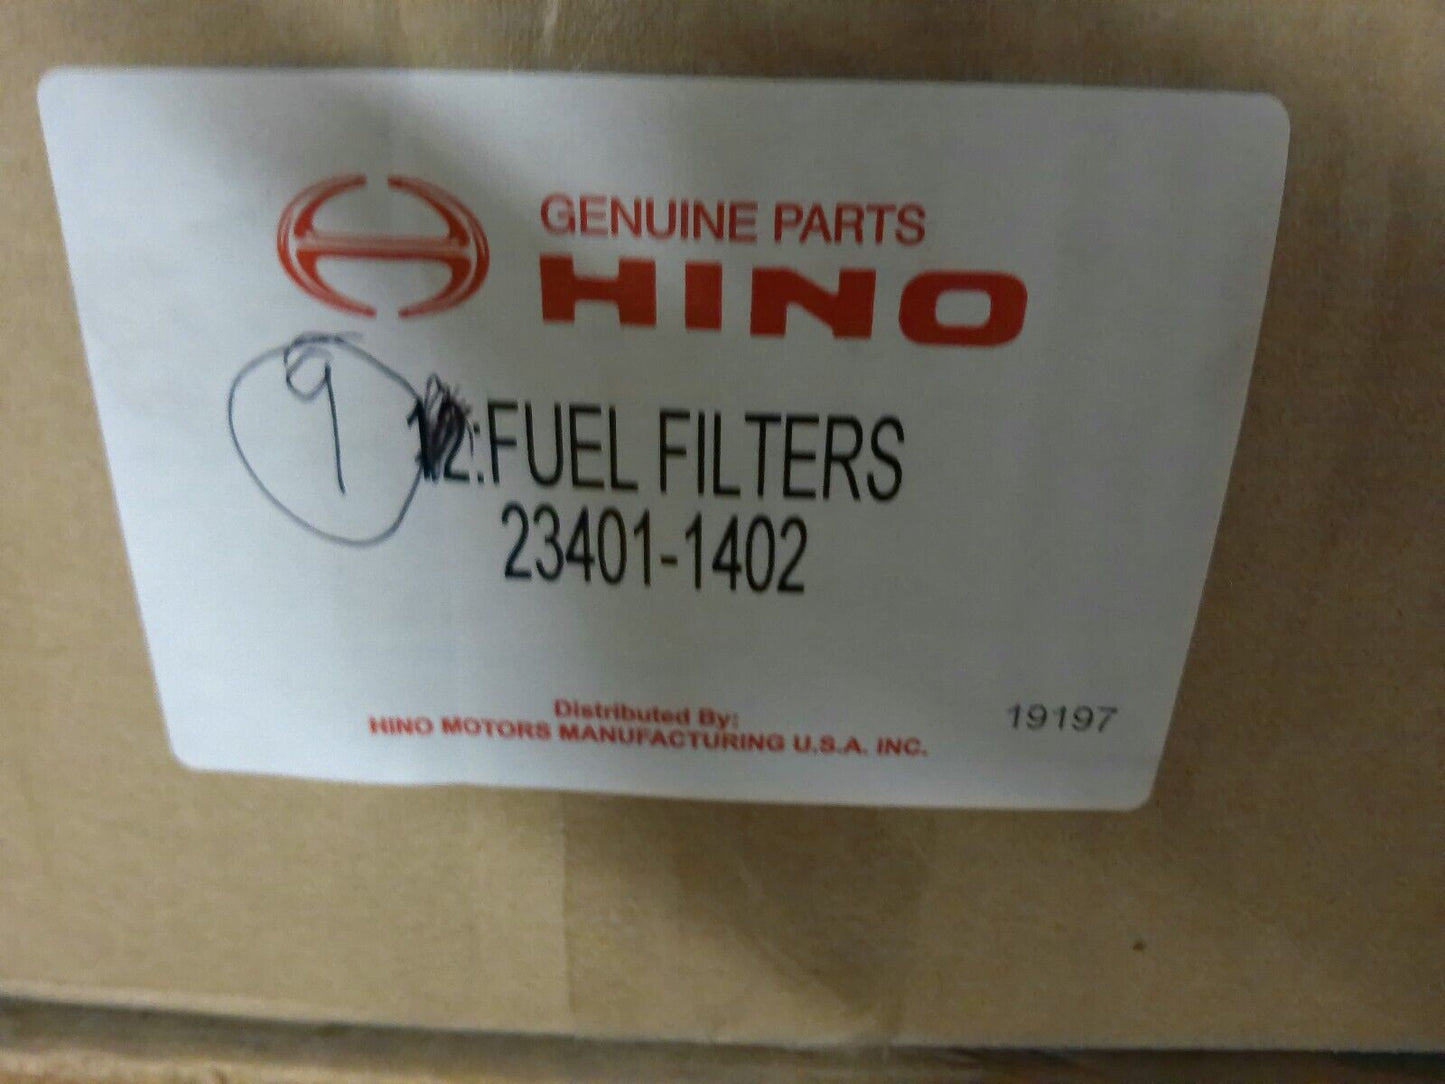 GENUINE PARTS
HINO
9 12:FUEL FILTERS
23401-1402
Distributed By:
HINO MOTORS MANUFACTURING U.S.A. INC.
19197